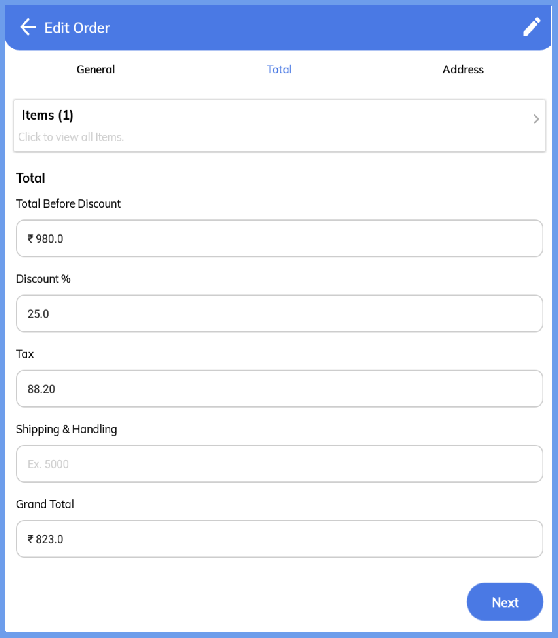 Edit Order
General Total Address
Items (1)
Click to view all Items.
Total
Total Before Discount
₹ 980.0
Discount %
25.0
Tax
88.20
Shipping & Handling
Ex. 5000
Grand Total
₹ 823.0
Next